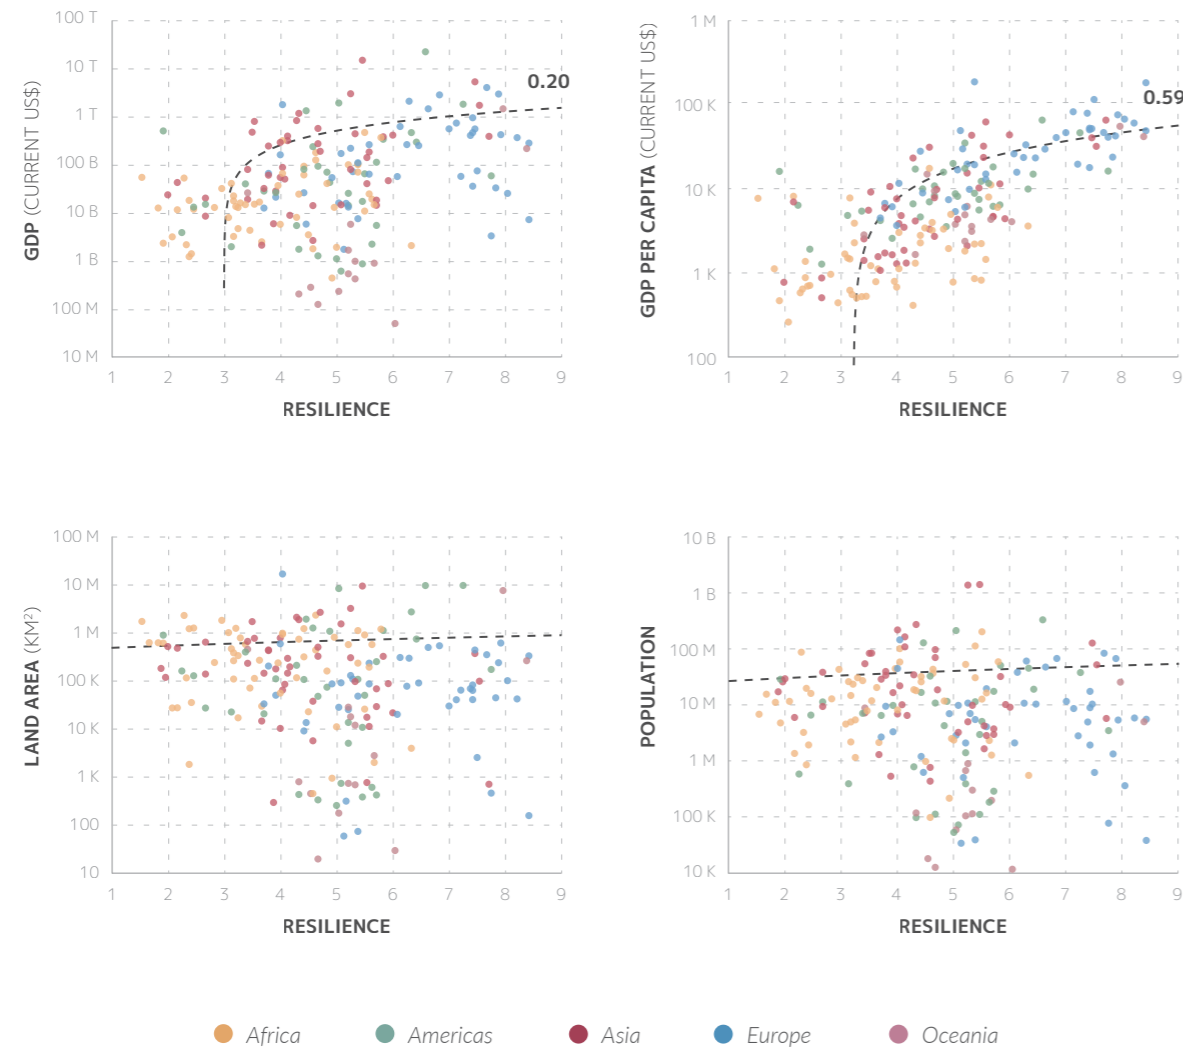 GDP (CURRENT US$)
100 T
10 T
1 T
100 B
10 B
1 B
100 M
10 M
0.20
1 2 3 4 5 6 7 8 9
RESILIENCE
GDP PER CAPITA (CURRENT US$)
1 M
100 K
10 K
1 K
100
0.59
1 2 3 4 5 6 7 8 9
RESILIENCE
LAND AREA (KM²)
100 M
10 M
1 M
100 K
10 K
1 K
100
10
1 2 3 4 5 6 7 8 9
RESILIENCE
POPULATION
10 B
1 B
100 M
10 M
1 M
100 K
10 K
1 2 3 4 5 6 7 8 9
RESILIENCE
Africa Americas Asia Europe Oceania